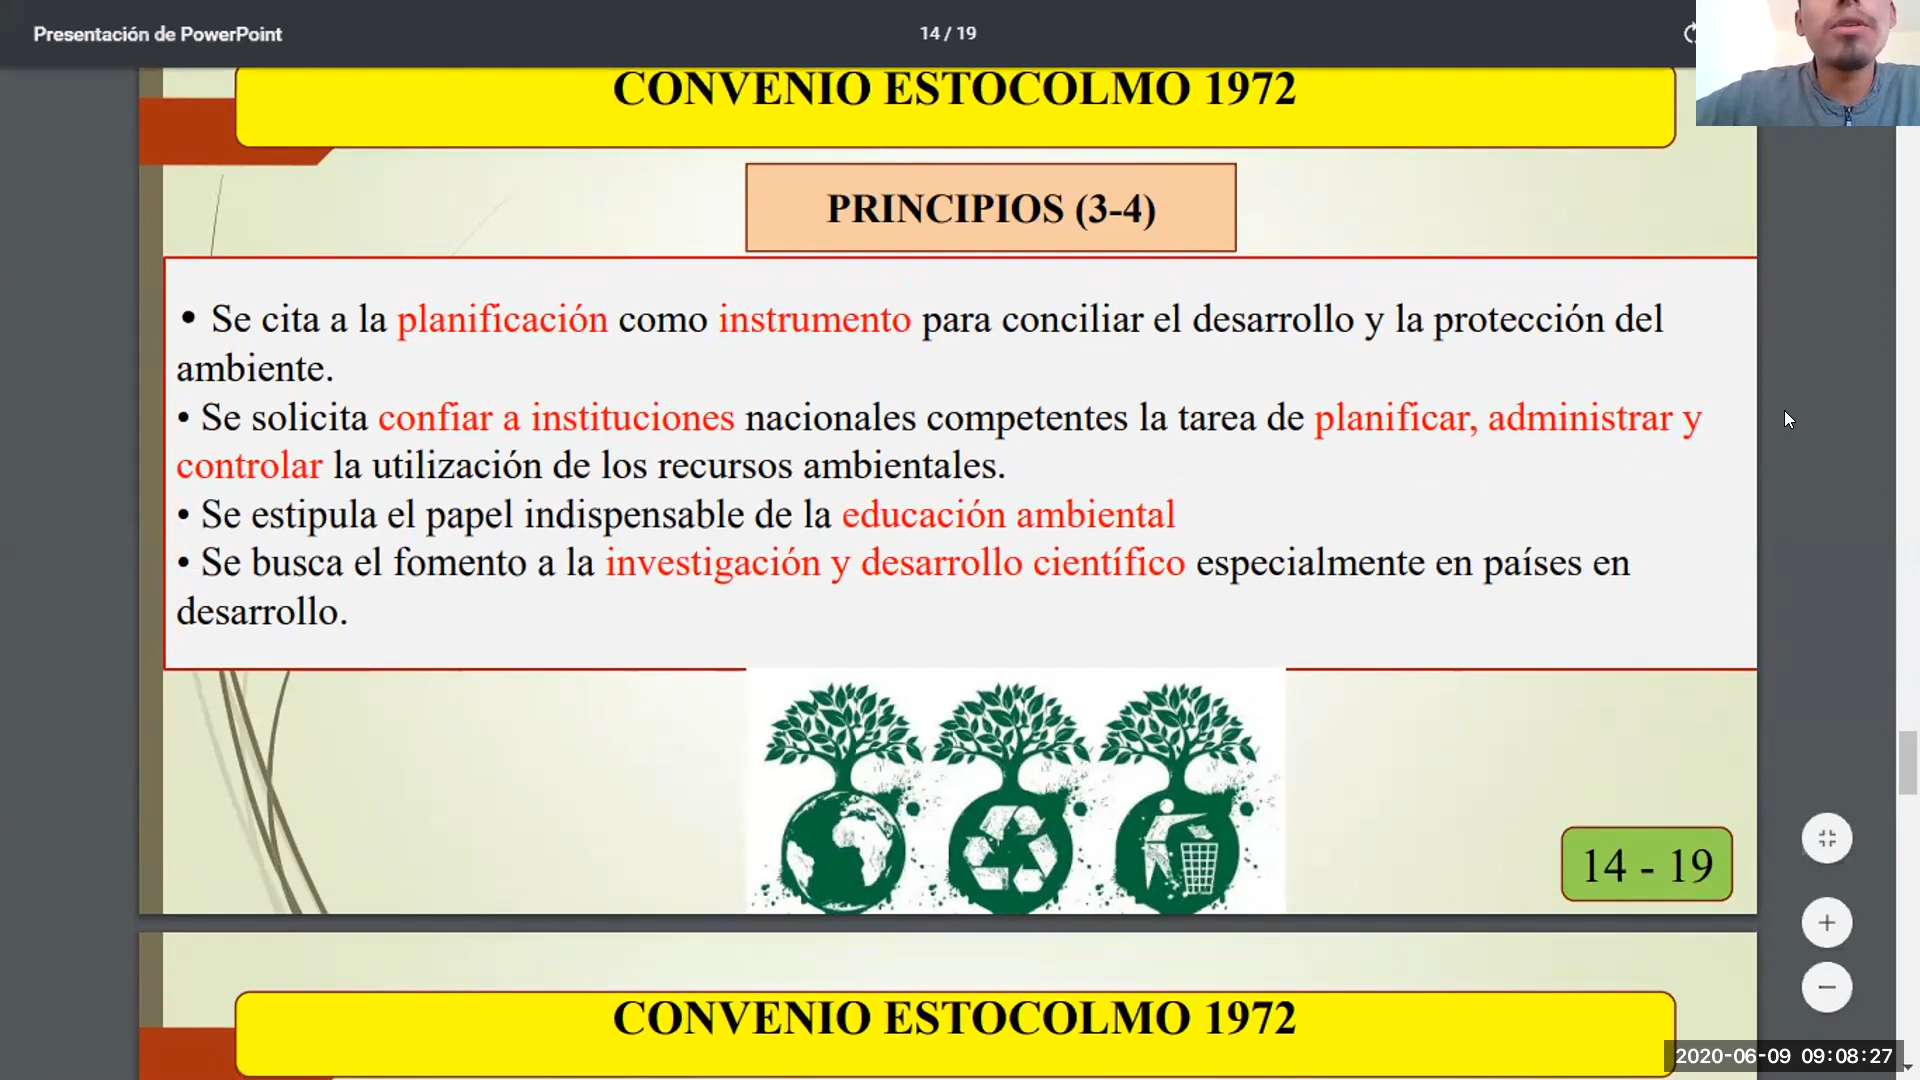 Presentación de PowerPoint
14 / 19
CONVENIO ESTOCOLMO 1972
PRINCIPIOS (3-4)
• Se cita a la planificación como instrumento para conciliar el desarrollo y la protección del
ambiente.
• Se solicita confiar a instituciones nacionales competentes la tarea de planificar, administrar y
controlar la utilización de los recursos ambientales.
• Se estipula el papel indispensable de la educación ambiental
• Se busca el fomento a la investigación y desarrollo científico especialmente en países en
desarrollo.
14 - 19
CONVENIO ESTOCOLMO 1972
2020-06-09 09:08:27